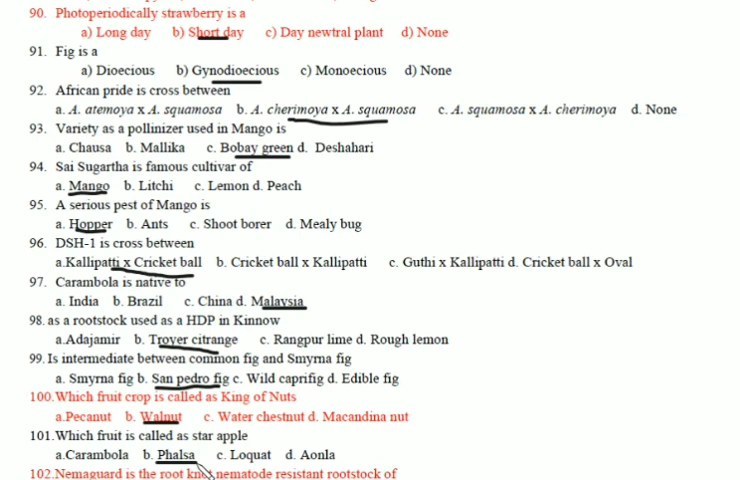 90. Photoperiodically strawberry is a
a) Long day b) Short day c) Day newtral plant d) None
91. Fig is a
a) Dioecious b) Gynodioecious c) Monoecious d) None
92. African pride is cross between
a. A. atemoya x A. squamosa b. A. cherimoya x A. squamosa c. A. squamosa x A. cherimoya d. None
93. Variety as a pollinizer used in Mango is
a. Chausa b. Mallika c. Bobay green d. Deshahari
94. Sai Sugartha is famous cultivar of
a. Mango b. Litchi c. Lemon d. Peach
95. A serious pest of Mango is
a. Hopper b. Ants c. Shoot borer d. Mealy bug
96. DSH-1 is cross between
a.Kallipatti x Cricket ball b. Cricket ball x Kallipatti c. Guthi x Kallipatti d. Cricket ball x Oval
97. Carambola is native to
a. India b. Brazil c. China d. Malaysia
98. as a rootstock used as a HDP in Kinnow
a.Adajamir b. Troyer citrange c. Rangpur lime d. Rough lemon
99. Is intermediate between common fig and Smyrna fig
a. Smyrna fig b. San pedro fig c. Wild caprifig d. Edible fig
100.Which fruit crop is called as King of Nuts
a.Pecanut b. Walnut c. Water chestnut d. Macandina nut
101.Which fruit is called as star apple
a.Carambola b. Phalsa c. Loquat d. Aonla
102.Nemaguard is the root knot nematode resistant rootstock of